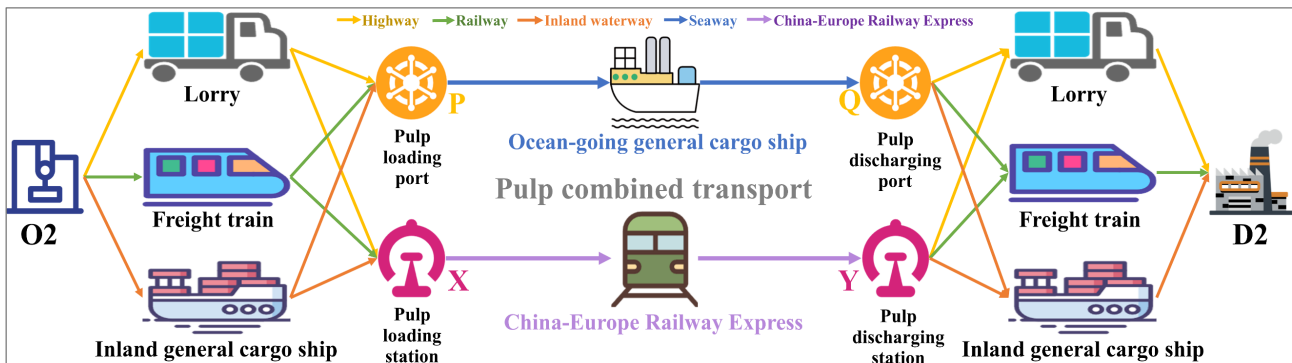 Highway
Railway
Inland waterway
Seaway
China-Europe Railway Express
Lorry
Freight train
Inland general cargo ship
O2
P
Pulp
loading
port
X
Pulp
loading
station
Ocean-going general cargo ship
Pulp combined transport
China-Europe Railway Express
Q
Pulp
discharging
port
Y
Pulp
discharging
station
Lorry
Freight train
Inland general cargo ship
D2